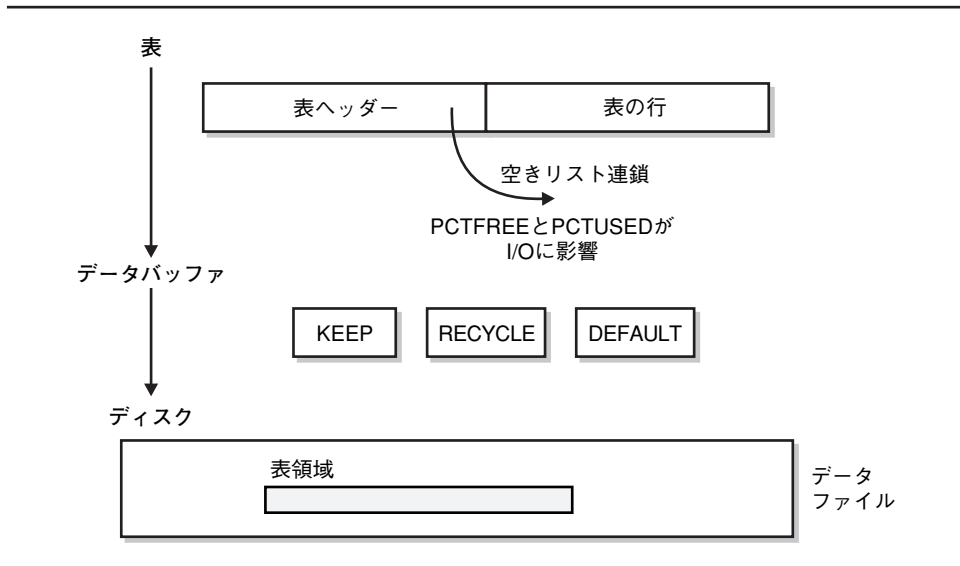 表
表ヘッダー
表の行
空きリスト連鎖
PCTFREEとPCTUSEDが
I/Oに影響
データバッファ
KEEP
RECYCLE
DEFAULT
ディスク
表領域
データ
ファイル